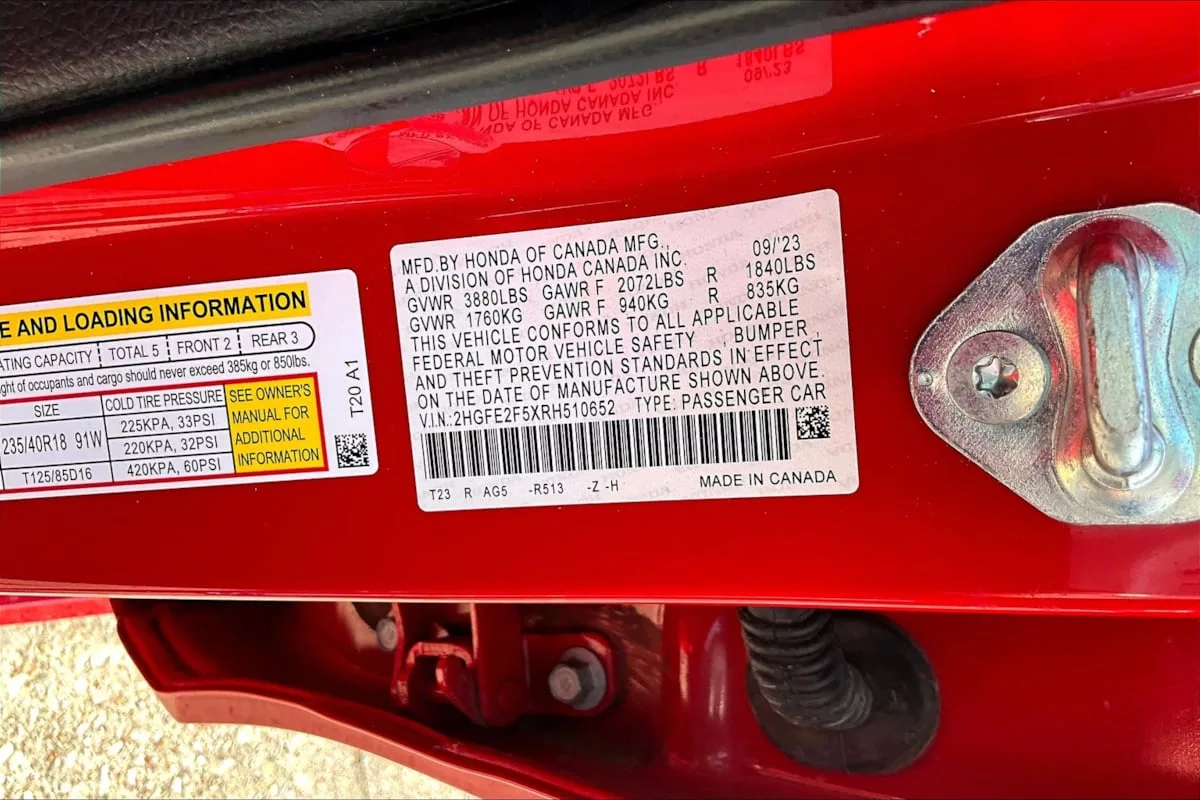 E AND LOADING INFORMATION
ATING CAPACITY TOTAL 5 FRONT 2 REAR 3
ght of occupants and cargo should never exceed 385kg or 850lbs.
SIZE COLD TIRE PRESSURE SEE OWNER'S
225KPA, 33PSI MANUAL FOR
235/40R18 91W 220KPA, 32PSI ADDITIONAL
T125/85D16 420KPA, 60PSI INFORMATION
T20 A1
MFD.BY HONDA OF CANADA MFG., 09/'23
A DIVISION OF HONDA CANADA INC.
GVWR 3880LBS GAWR F 2072LBS R 1840LBS
GVWR 1760KG GAWR F 940KG R 835KG
THIS VEHICLE CONFORMS TO ALL APPLICABLE
FEDERAL MOTOR VEHICLE SAFETY , BUMPER ,
AND THEFT PREVENTION STANDARDS IN EFFECT
ON THE DATE OF MANUFACTURE SHOWN ABOVE.
V.I.N.:2HGFE2F5XRH510652 TYPE: PASSENGER CAR
T23 R AG5 -R513 -Z -H MADE IN CANADA